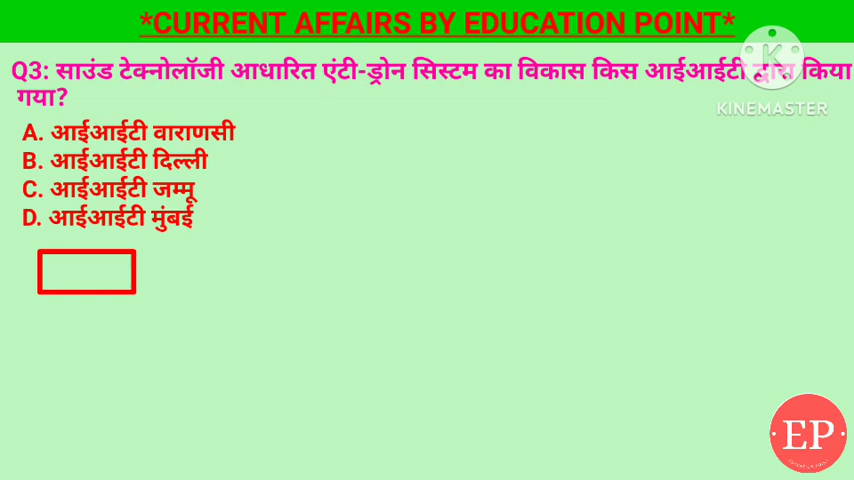 *CURRENT AFFAIRS BY EDUCATION POINT*
Q3: साउंड टेक्नोलॉजी आधारित एंटी-ड्रोन सिस्टम का विकास किस आईआईटी द्वारा किया
गया?
A. आईआईटी वाराणसी
B. आईआईटी दिल्ली
C. आईआईटी जम्मू
D. आईआईटी मुंबई
K
KINEMASTER
EP